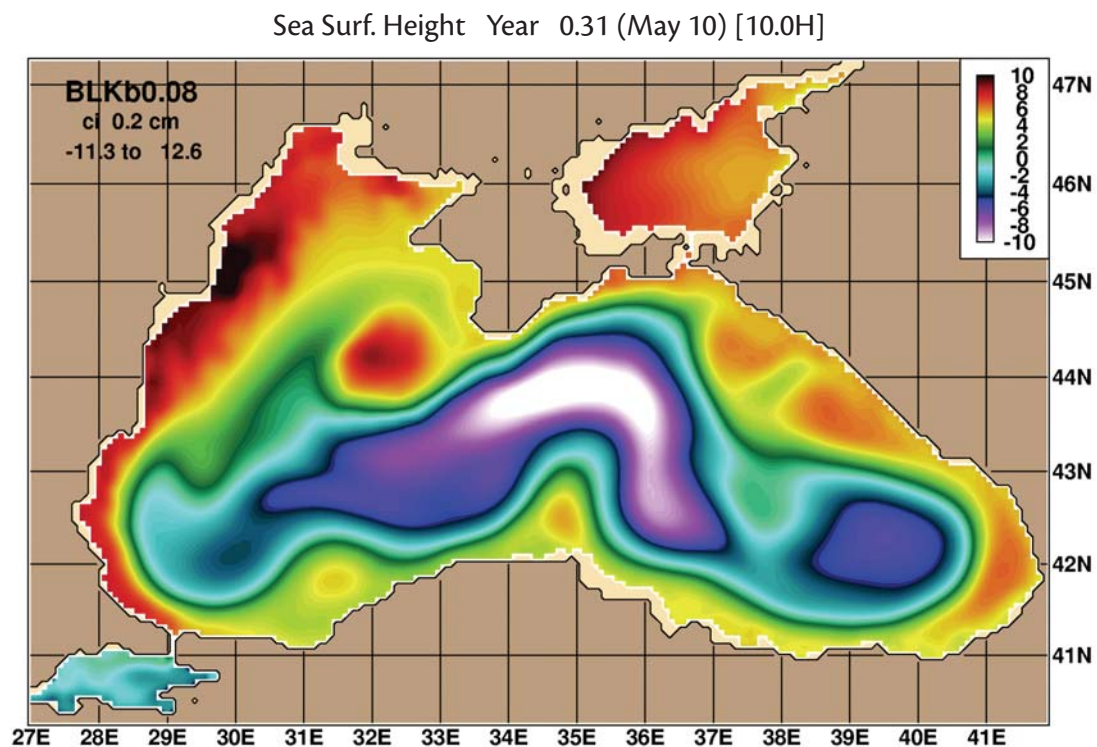 Sea Surf. Height Year 0.31 (May 10) [10.0H]
BLKb0.08
ci 0.2 cm
-11.3 to 12.6
10
8
6
4
2
0
-2
-4
-6
-8
-10
47N
46N
45N
44N
43N
42N
41N
27E 28E 29E 30E 31E 32E 33E 34E 35E 36E 37E 38E 39E 40E 41E